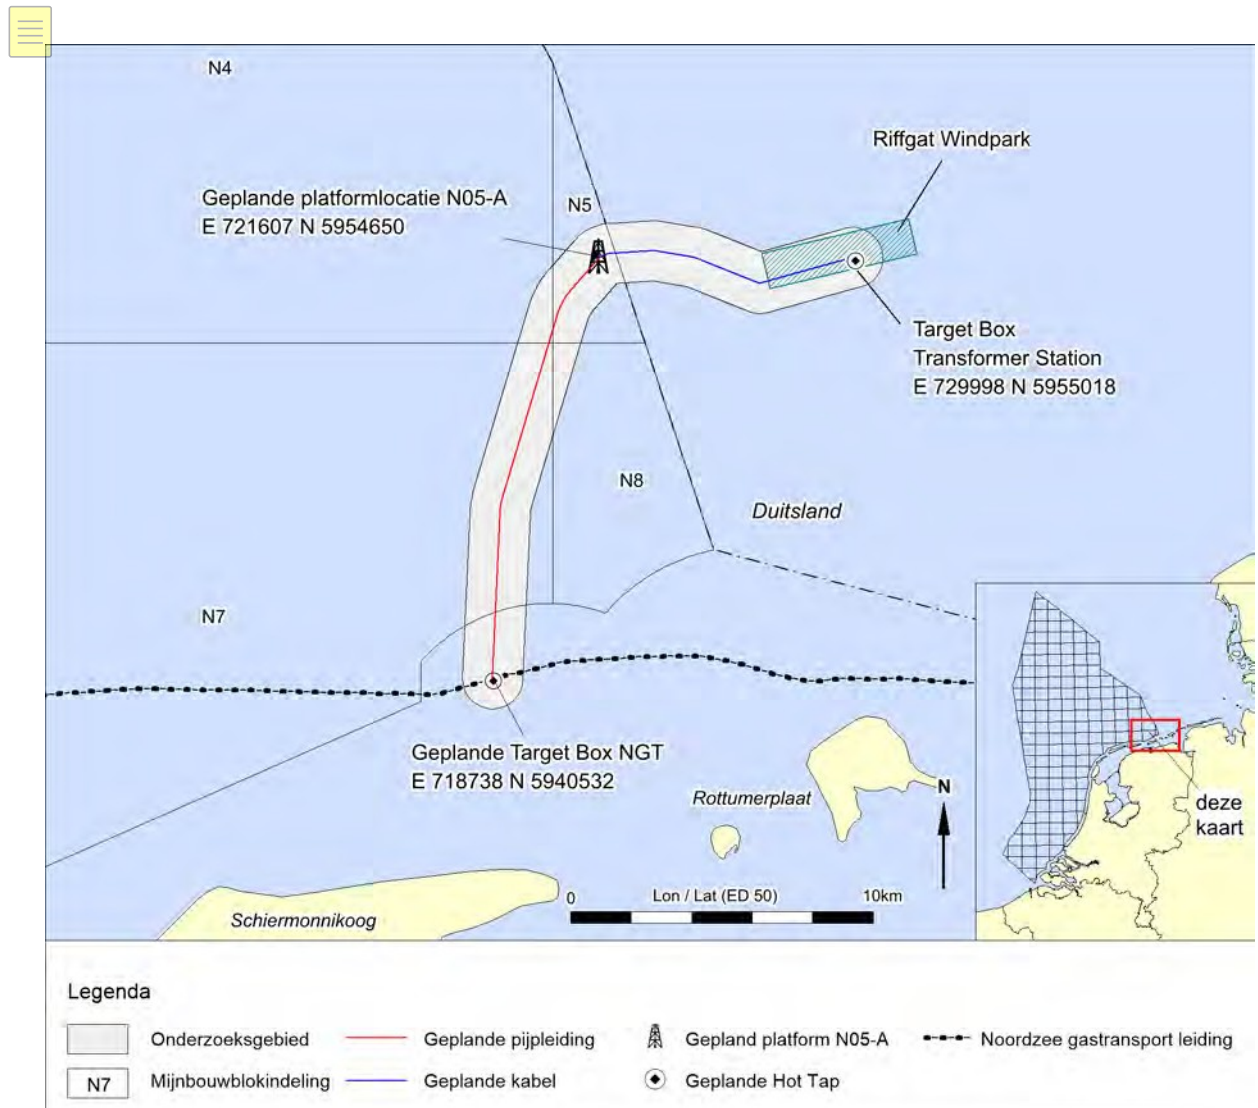 N4
Riffgat Windpark
Geplande platformlocatie N05-A
E 721607 N 5954650
N5
Target Box
Transformer Station
E 729998 N 5955018
N8
Duitsland
N7
Geplande Target Box NGT
E 718738 N 5940532
Rottumerplaat
N
deze
kaart
0
Lon / Lat (ED 50)
10km
Schiermonnikoog
Legenda
Onderzoeksgebied
Geplande pijpleiding
Gepland platform N05-A
Noordzee gastransport leiding
N7
Mijnbouwblokindeling
Geplande kabel
Geplande Hot Tap